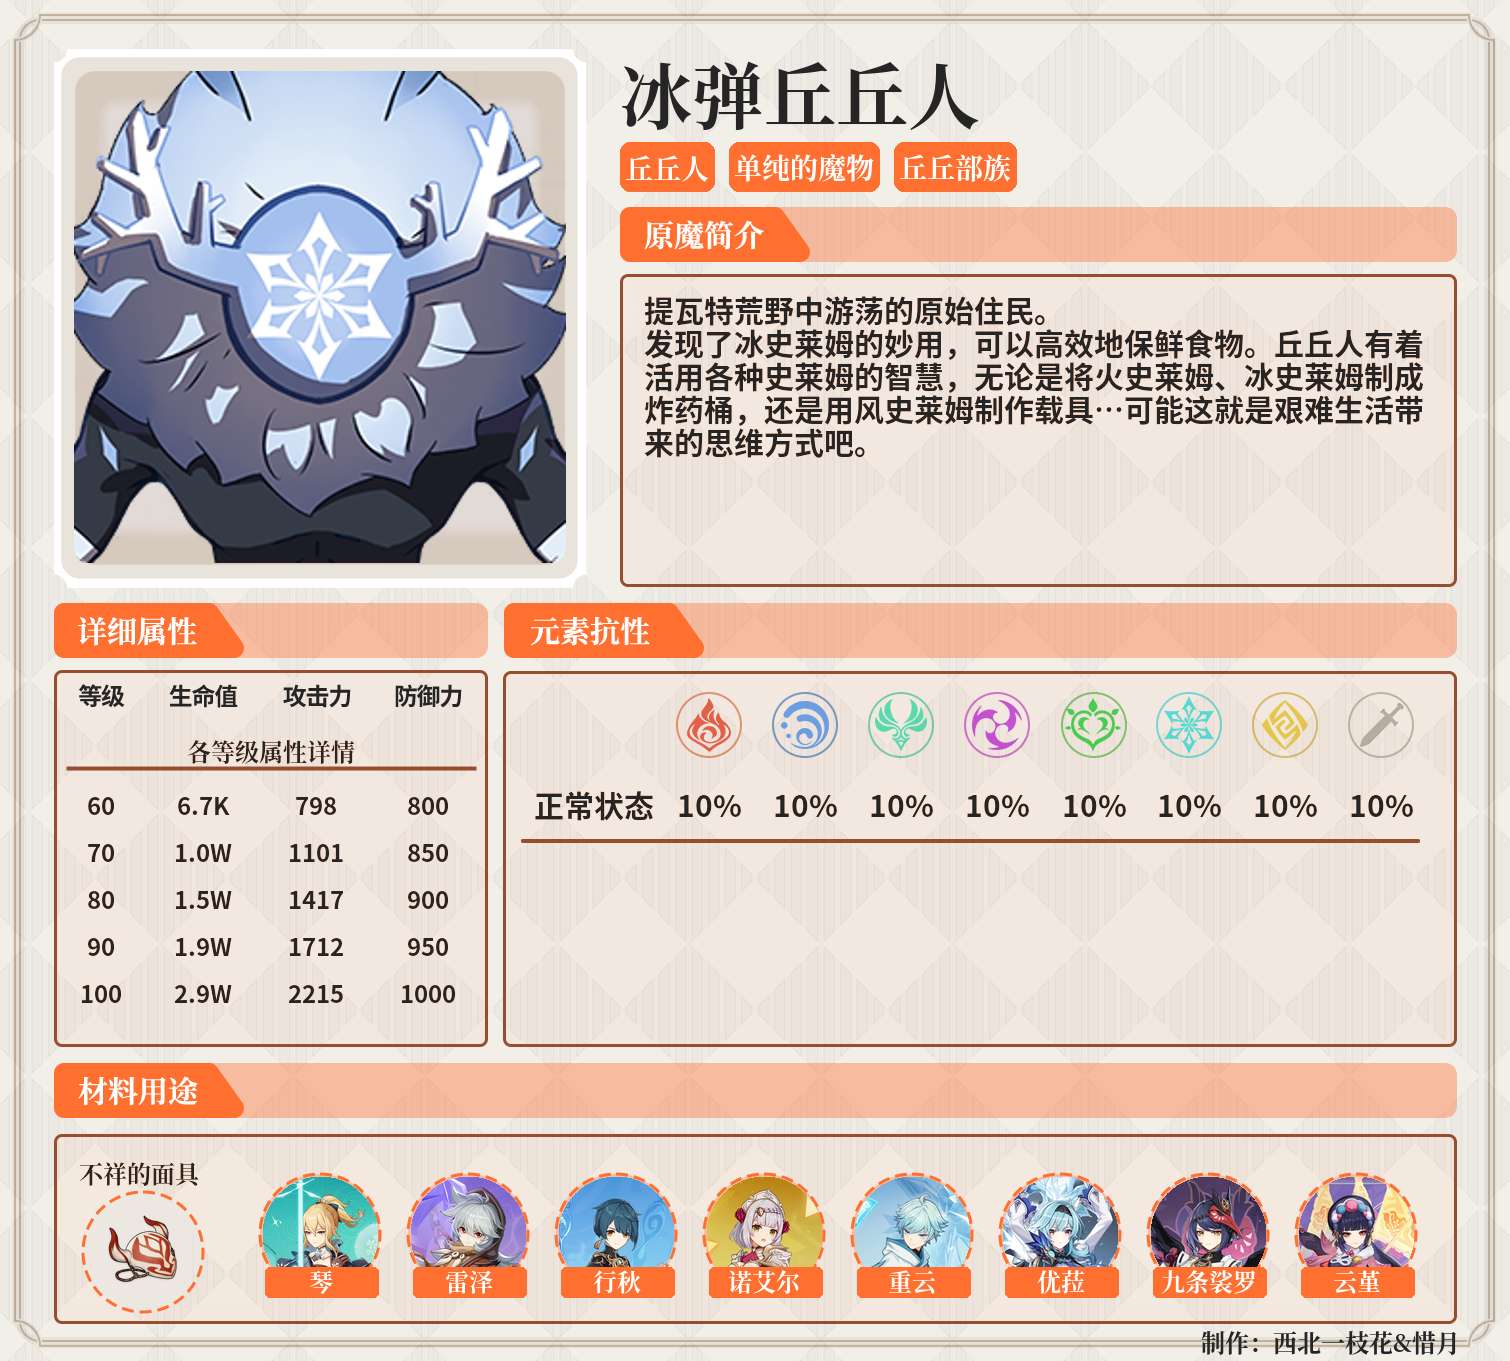 冰弹丘丘人
丘丘人 单纯的魔物 丘丘部族
原魔简介
提瓦特荒野中游荡的原始住民。
发现了冰史莱姆的妙用，可以高效地保鲜食物。丘丘人有着
活用各种史莱姆的智慧，无论是将火史莱姆、冰史莱姆制成
炸药桶，还是用风史莱姆制作载具…可能这就是艰难生活带
来的思维方式吧。
详细属性
等级 生命值 攻击力 防御力
各等级属性详情
60 6.7K 798 800
70 1.0W 1101 850
80 1.5W 1417 900
90 1.9W 1712 950
100 2.9W 2215 1000
元素抗性
正常状态 10% 10% 10% 10% 10% 10% 10% 10%
材料用途
不祥的面具
琴 雷泽 行秋 诺艾尔 重云 优菈 九条裟罗 云堇
制作：西北一枝花&惜月